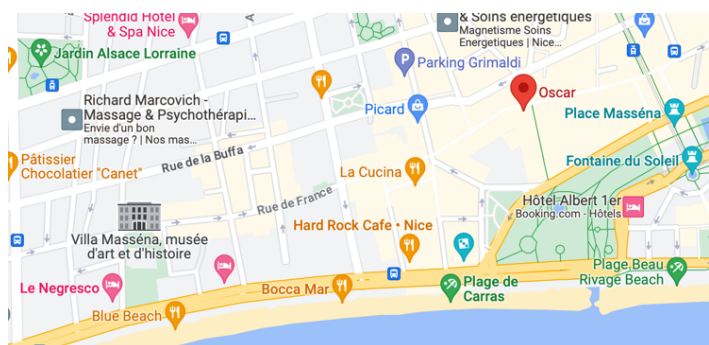 Splendid Hotel
& Spa Nice
& Soins énergétiques
Magnetisme Soins
Energetiques | Nice...
Jardin Alsace Lorraine
P
Parking Grimaldi
Oscar
Richard Marcovich -
Massage & Psychothérapi...
Envie d'un bon
massage ? | Nos mas...
Picard
Place Masséna
Rue de la Buffa
Pâtissier
Chocolatier "Canet"
La Cucina
Fontaine du Soleil
Rue de France
Hôtel Albert 1er
Booking.com - Hôtels
Hard Rock Cafe • Nice
Villa Masséna, musée
d'art et d'histoire
Le Negresco
Bocca Mar
Plage de
Carras
Plage Beau
Rivage Beach
Blue Beach